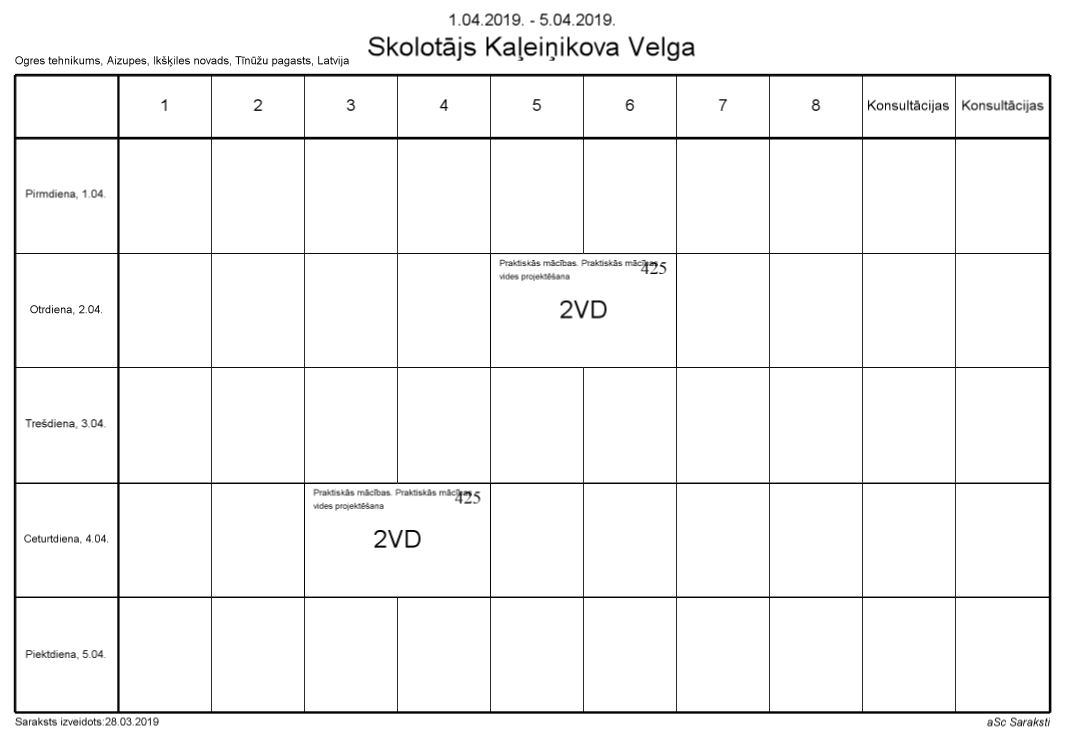 1.04.2019. - 5.04.2019.
Skolotājs Kaļeiņikova Velga
Ogres tehnikums, Aizupes, Ikšķiles novads, Tīnūžu pagasts, Latvija
1 2 3 4 5 6 7 8 Konsultācijas Konsultācijas
Pirmdiena, 1.04.
Praktiskās mācības. Praktiskās mācības
425
vides projektēšana
Otrdiena, 2.04.
2VD
Trešdiena, 3.04.
Praktiskās mācības. Praktiskās mācības
425
vides projektēšana
Ceturtdiena, 4.04.
2VD
Piektdiena, 5.04.
Saraksts izveidots:28.03.2019
aSc Saraksti